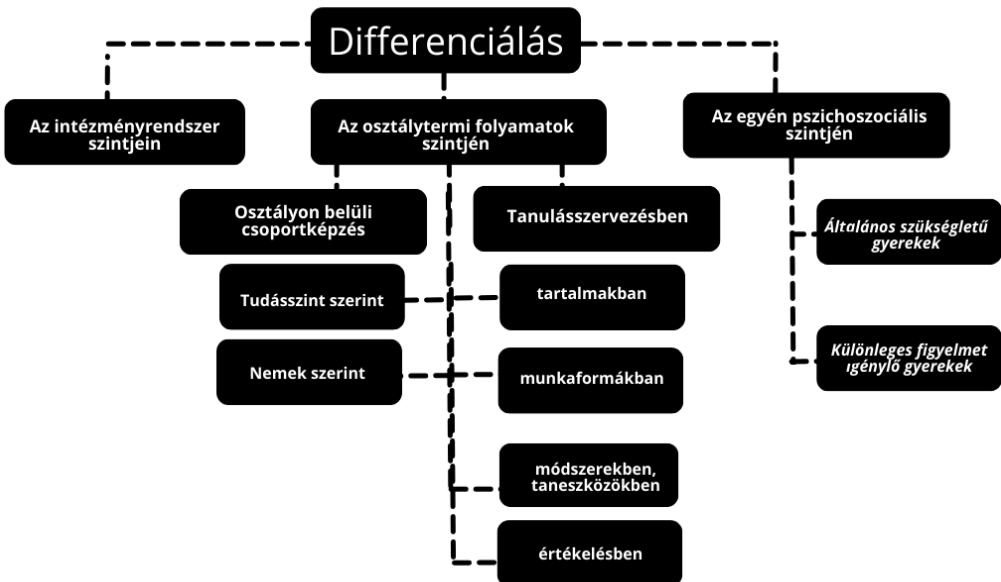 Differenciálás
Az intézményrendszer
szintjein
Az osztálytermi folyamatok
szintjén
Az egyén pszichoszociális
szintjén
Osztályon belüli
csoportképzés
Tanulásszervezésben
Általános szükségletű
gyerekek
Tudásszint szerint
tartalmakban
Nemek szerint
munkaformákban
Különleges figyelmet
igénylő gyerekek
módszerekben,
taneszközökben
értékelésben